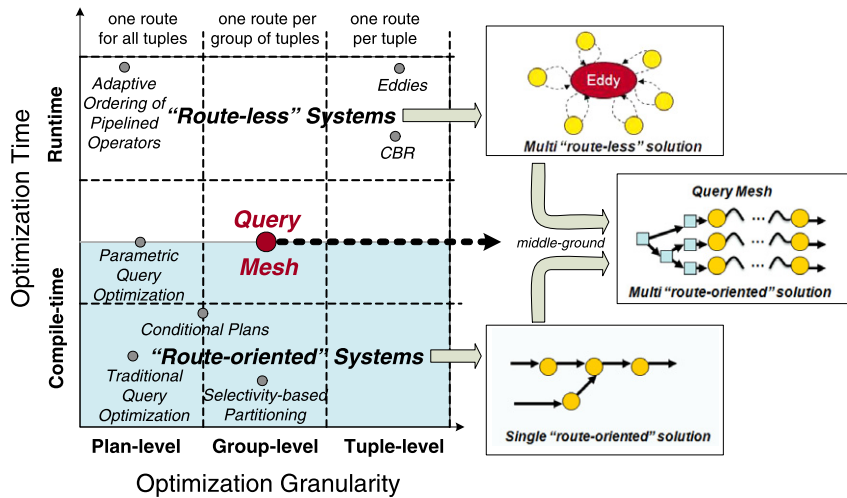 one route
for all tuples
one route per
group of tuples
one route
per tuple
Optimization Time
Runtime
Compile-time
Adaptive
Ordering of
Pipelined
Operators
Eddies
“Route-less” Systems
CBR
Query
Mesh
Parametric
Query
Optimization
Conditional Plans
“Route-oriented” Systems
Traditional
Query
Optimization
Selectivity-based
Partitioning
Plan-level
Group-level
Tuple-level
Optimization Granularity
Eddy
Multi “route-less” solution
middle-ground
Query Mesh
...
...
...
Multi “route-oriented” solution
Single “route-oriented” solution